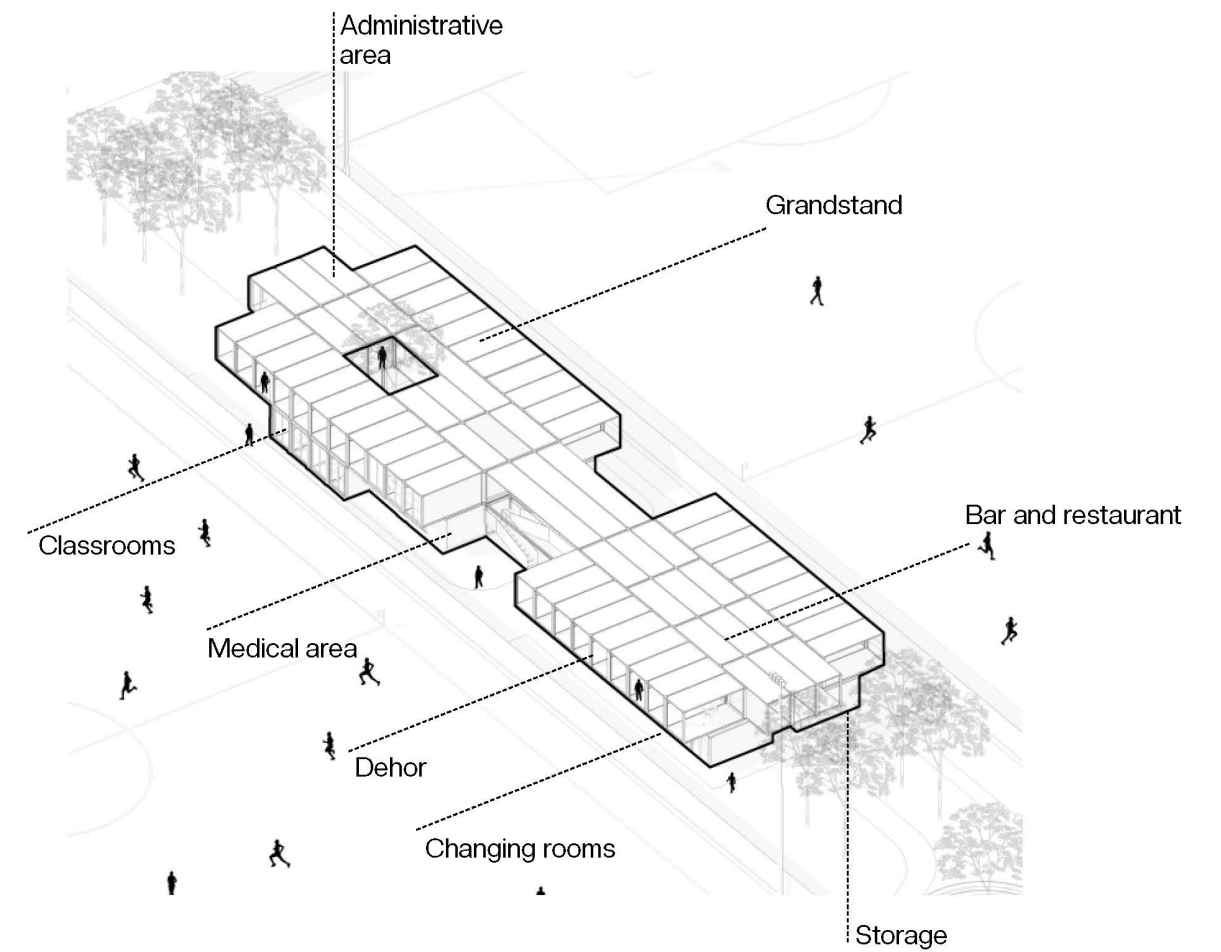 Administrative
area
Grandstand
Bar and restaurant
Classrooms
Medical area
Dehor
Changing rooms
Storage